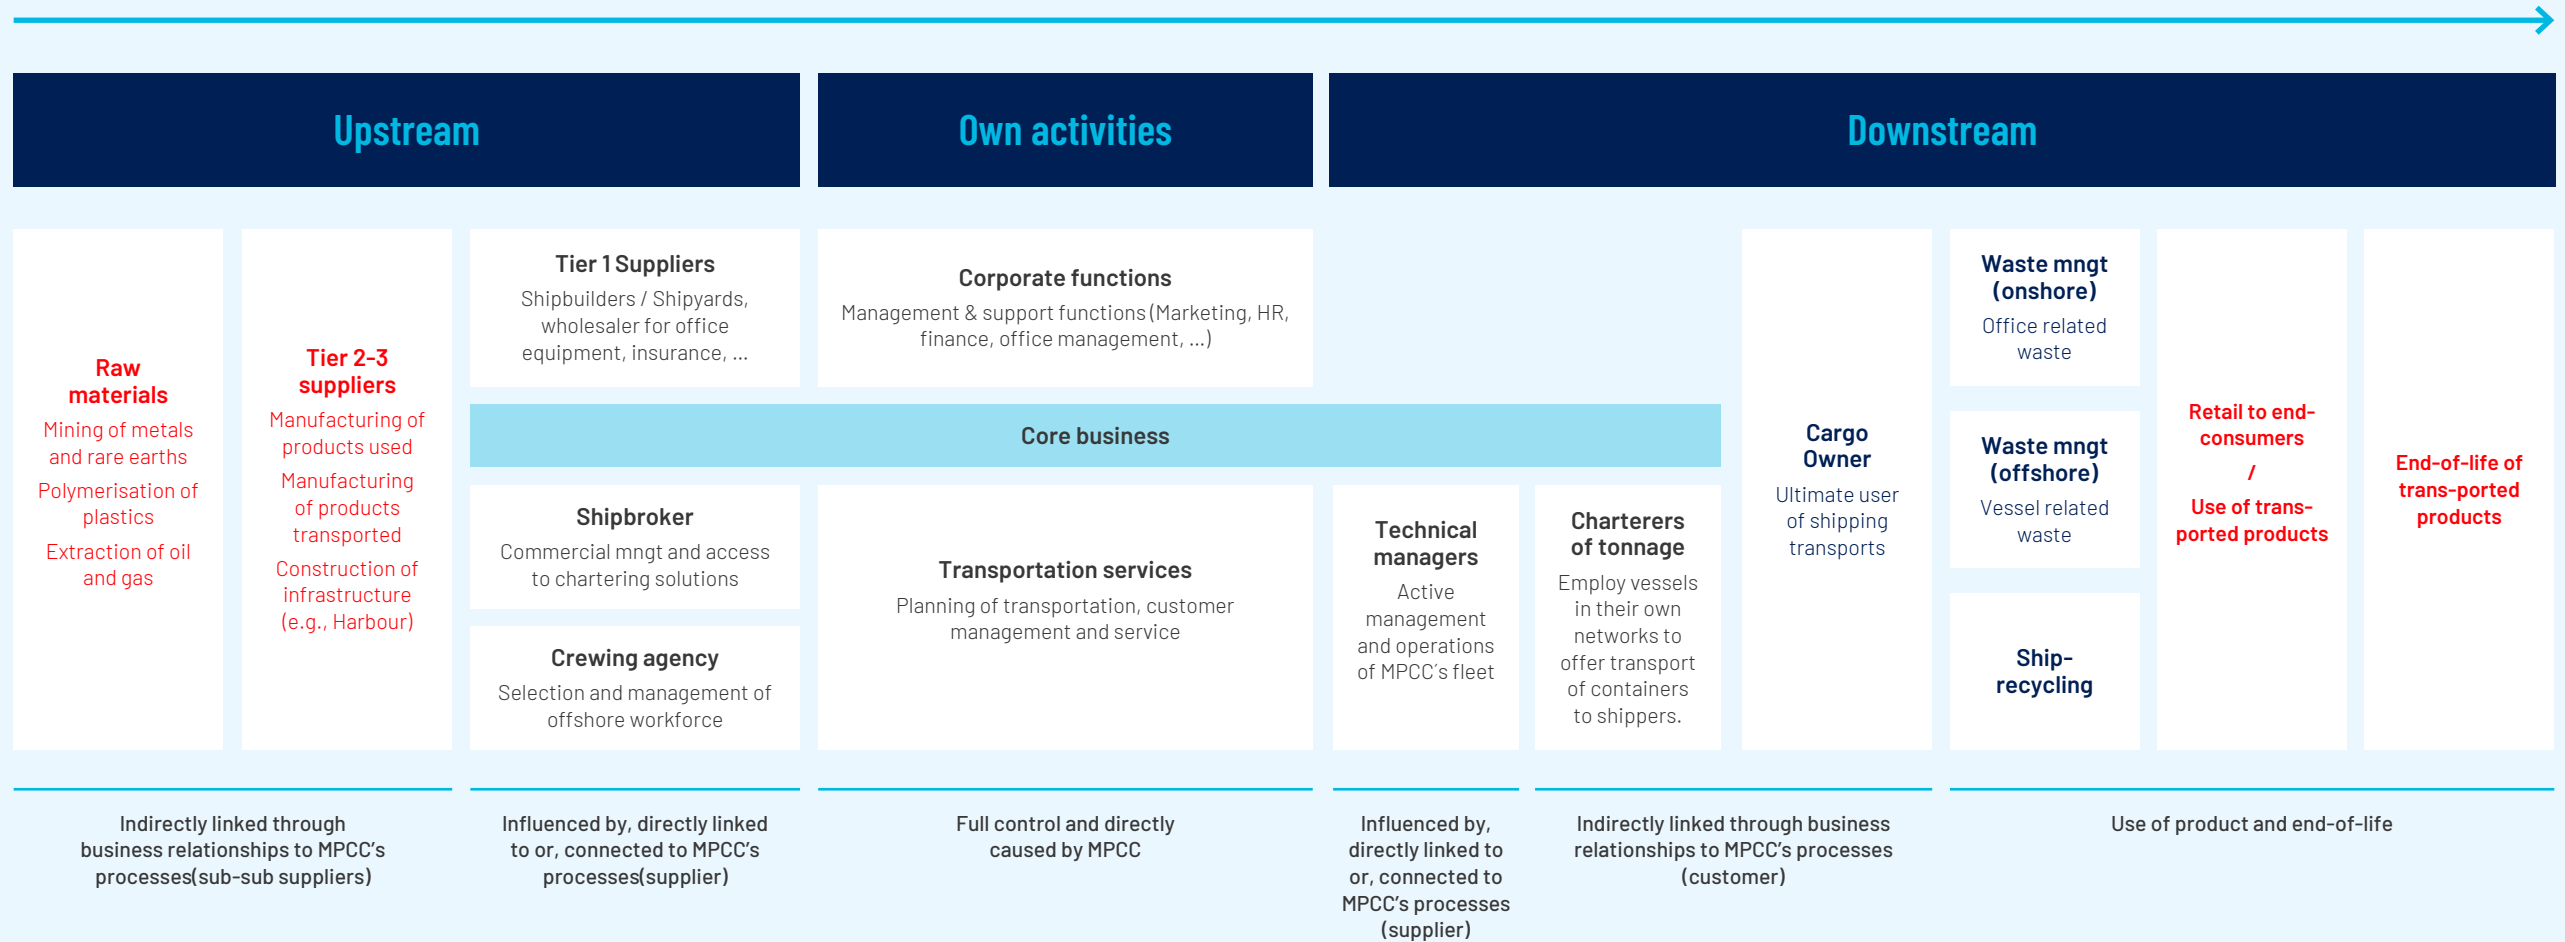 Upstream
Own activities
Downstream
Raw
materials
Mining of metals
and rare earths
Polymerisation of
plastics
Extraction of oil
and gas
Tier 2-3
suppliers
Manufacturing of
products used
Manufacturing
of products
transported
Construction of
infrastructure
(e.g., Harbour)
Tier 1 Suppliers
Shipbuilders / Shipyards,
wholesaler for office
equipment, insurance, ...
Corporate functions
Management & support functions (Marketing, HR,
finance, office management, ...)
Core business
Shipbroker
Commercial mngt and access
to chartering solutions
Crewing agency
Selection and management of
offshore workforce
Transportation services
Planning of transportation, customer
management and service
Technical
managers
Active
management
and operations
of MPCC´s fleet
Charterers
of tonnage
Employ vessels
in their own
networks to
offer transport
of containers
to shippers.
Cargo
Owner
Ultimate user
of shipping
transports
Waste mngt
(onshore)
Office related
waste
Waste mngt
(offshore)
Vessel related
waste
Ship-
recycling
Retail to end-
consumers
/
Use of trans-
ported products
End-of-life of
trans-ported
products
Indirectly linked through
business relationships to MPCC’s
processes(sub-sub suppliers)
Influenced by, directly linked
to or, connected to MPCC’s
processes(supplier)
Full control and directly
caused by MPCC
Influenced by,
directly linked to
or, connected to
MPCC’s processes
(supplier)
Indirectly linked through business
relationships to MPCC’s processes
(customer)
Use of product and end-of-life